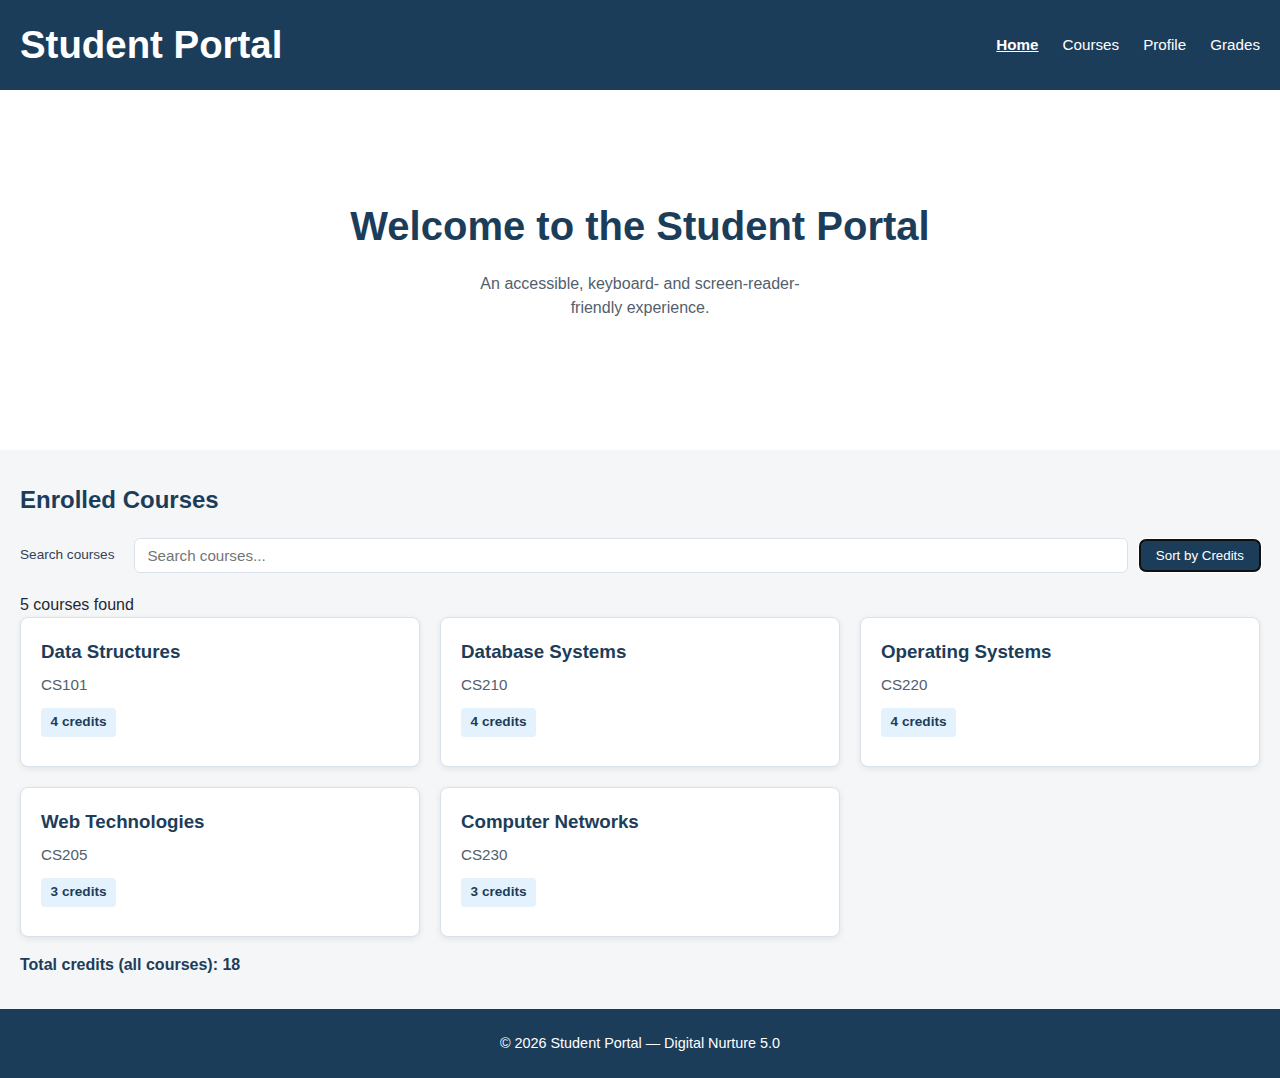 Student Portal
Home Courses Profile Grades
Welcome to the Student Portal
An accessible, keyboard- and screen-reader-
friendly experience.
Enrolled Courses
Search courses
Search courses...
Sort by Credits
5 courses found
Data Structures
CS101
4 credits
Database Systems
CS210
4 credits
Operating Systems
CS220
4 credits
Web Technologies
CS205
3 credits
Computer Networks
CS230
3 credits
Total credits (all courses): 18
© 2026 Student Portal — Digital Nurture 5.0